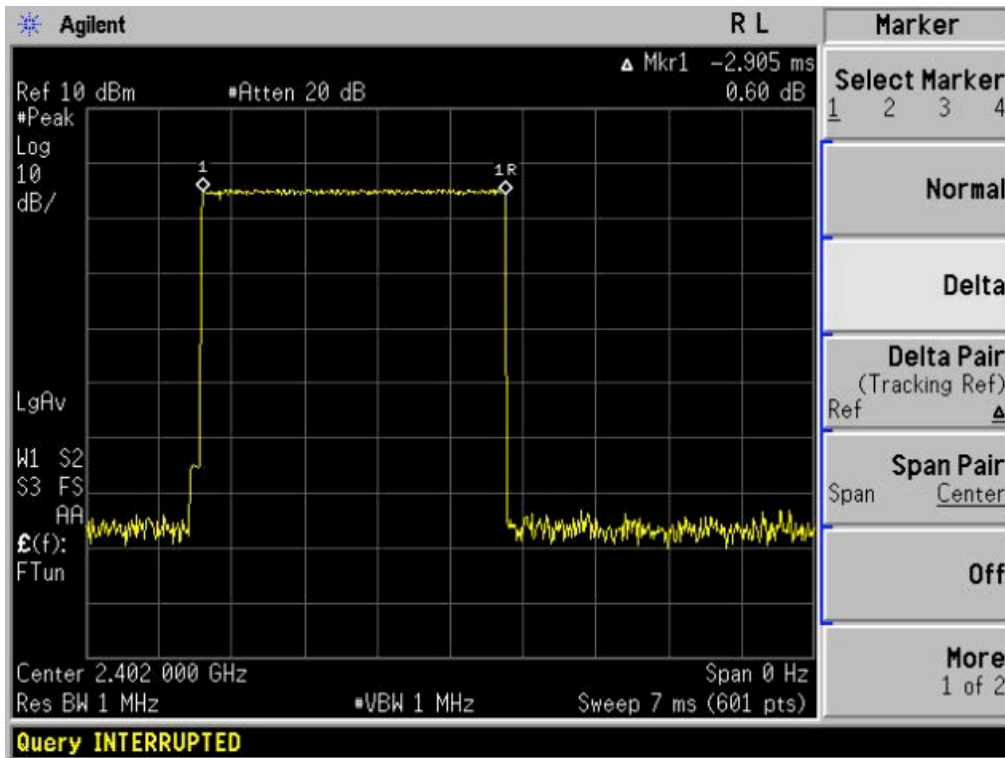 Agilent
R L
Marker
Δ Mkr1 -2.905 ms
Ref 10 dBm #Atten 20 dB 0.60 dB
#Peak
Log
10
dB/
1
1R
LgAv
W1 S2
S3 FS
AA
£(f):
FTun
Center 2.402 000 GHz Span 0 Hz
Res BW 1 MHz #VBW 1 MHz Sweep 7 ms (601 pts)
Query INTERRUPTED
Select Marker
1 2 3 4
Normal
Delta
Delta Pair
(Tracking Ref)
Ref Δ
Span Pair
Span Center
Off
More
1 of 2